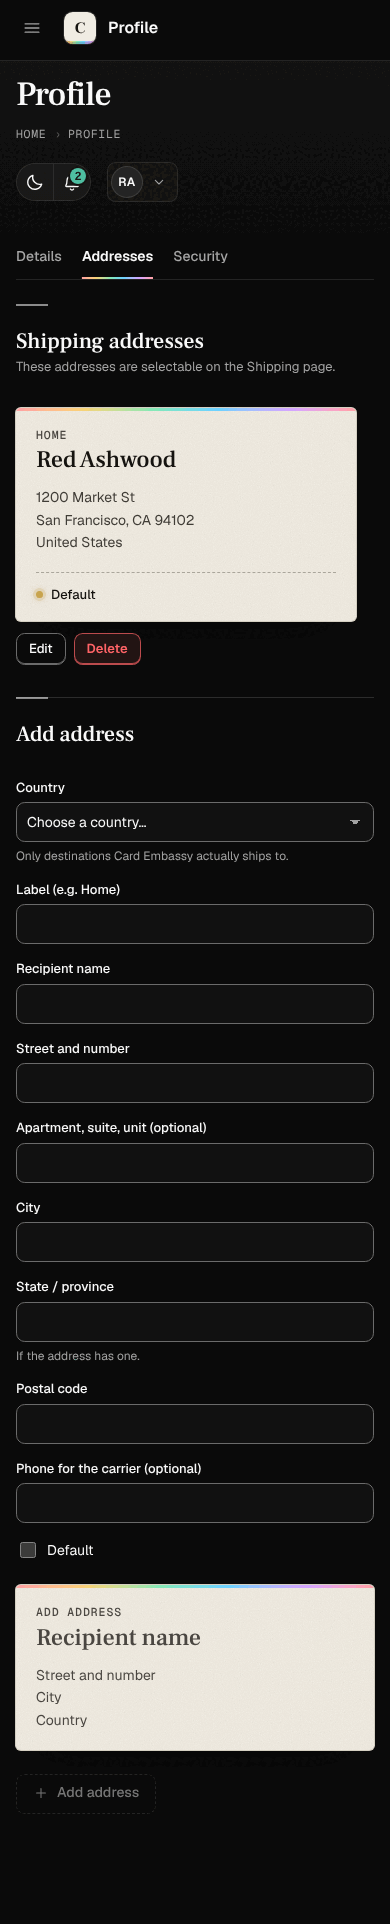 C Profile
Profile
HOME › PROFILE
2
RA
Details Addresses Security
Shipping addresses
These addresses are selectable on the Shipping page.
HOME
Red Ashwood
1200 Market St
San Francisco, CA 94102
United States
Default
Edit Delete
Add address
Country
Choose a country…
Only destinations Card Embassy actually ships to.
Label (e.g. Home)
Recipient name
Street and number
Apartment, suite, unit (optional)
City
State / province
If the address has one.
Postal code
Phone for the carrier (optional)
Default
ADD ADDRESS
Recipient name
Street and number
City
Country
+ Add address